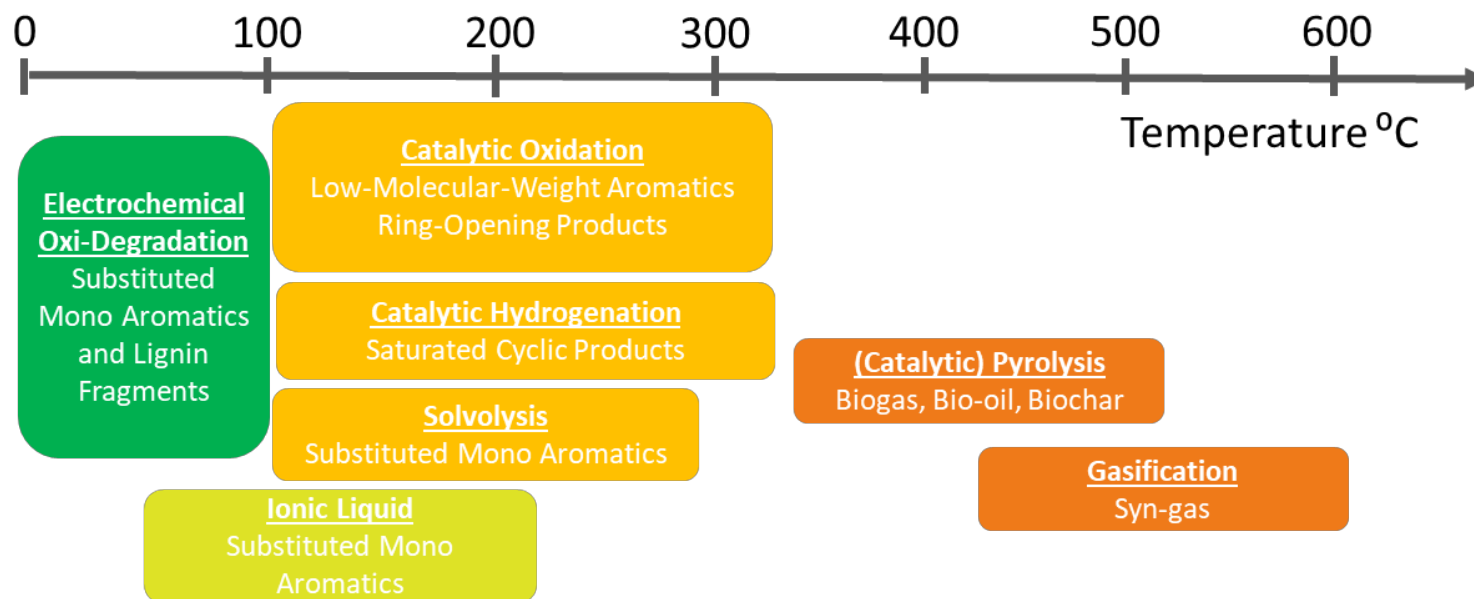 0 100 200 300 400 500 600
Temperature ⁰C
Electrochemical
Oxi-Degradation
Substituted
Mono Aromatics
and Lignin
Fragments
Catalytic Oxidation
Low-Molecular-Weight Aromatics
Ring-Opening Products
Catalytic Hydrogenation
Saturated Cyclic Products
Solvolysis
Substituted Mono Aromatics
Ionic Liquid
Substituted Mono
Aromatics
(Catalytic) Pyrolysis
Biogas, Bio-oil, Biochar
Gasification
Syn-gas